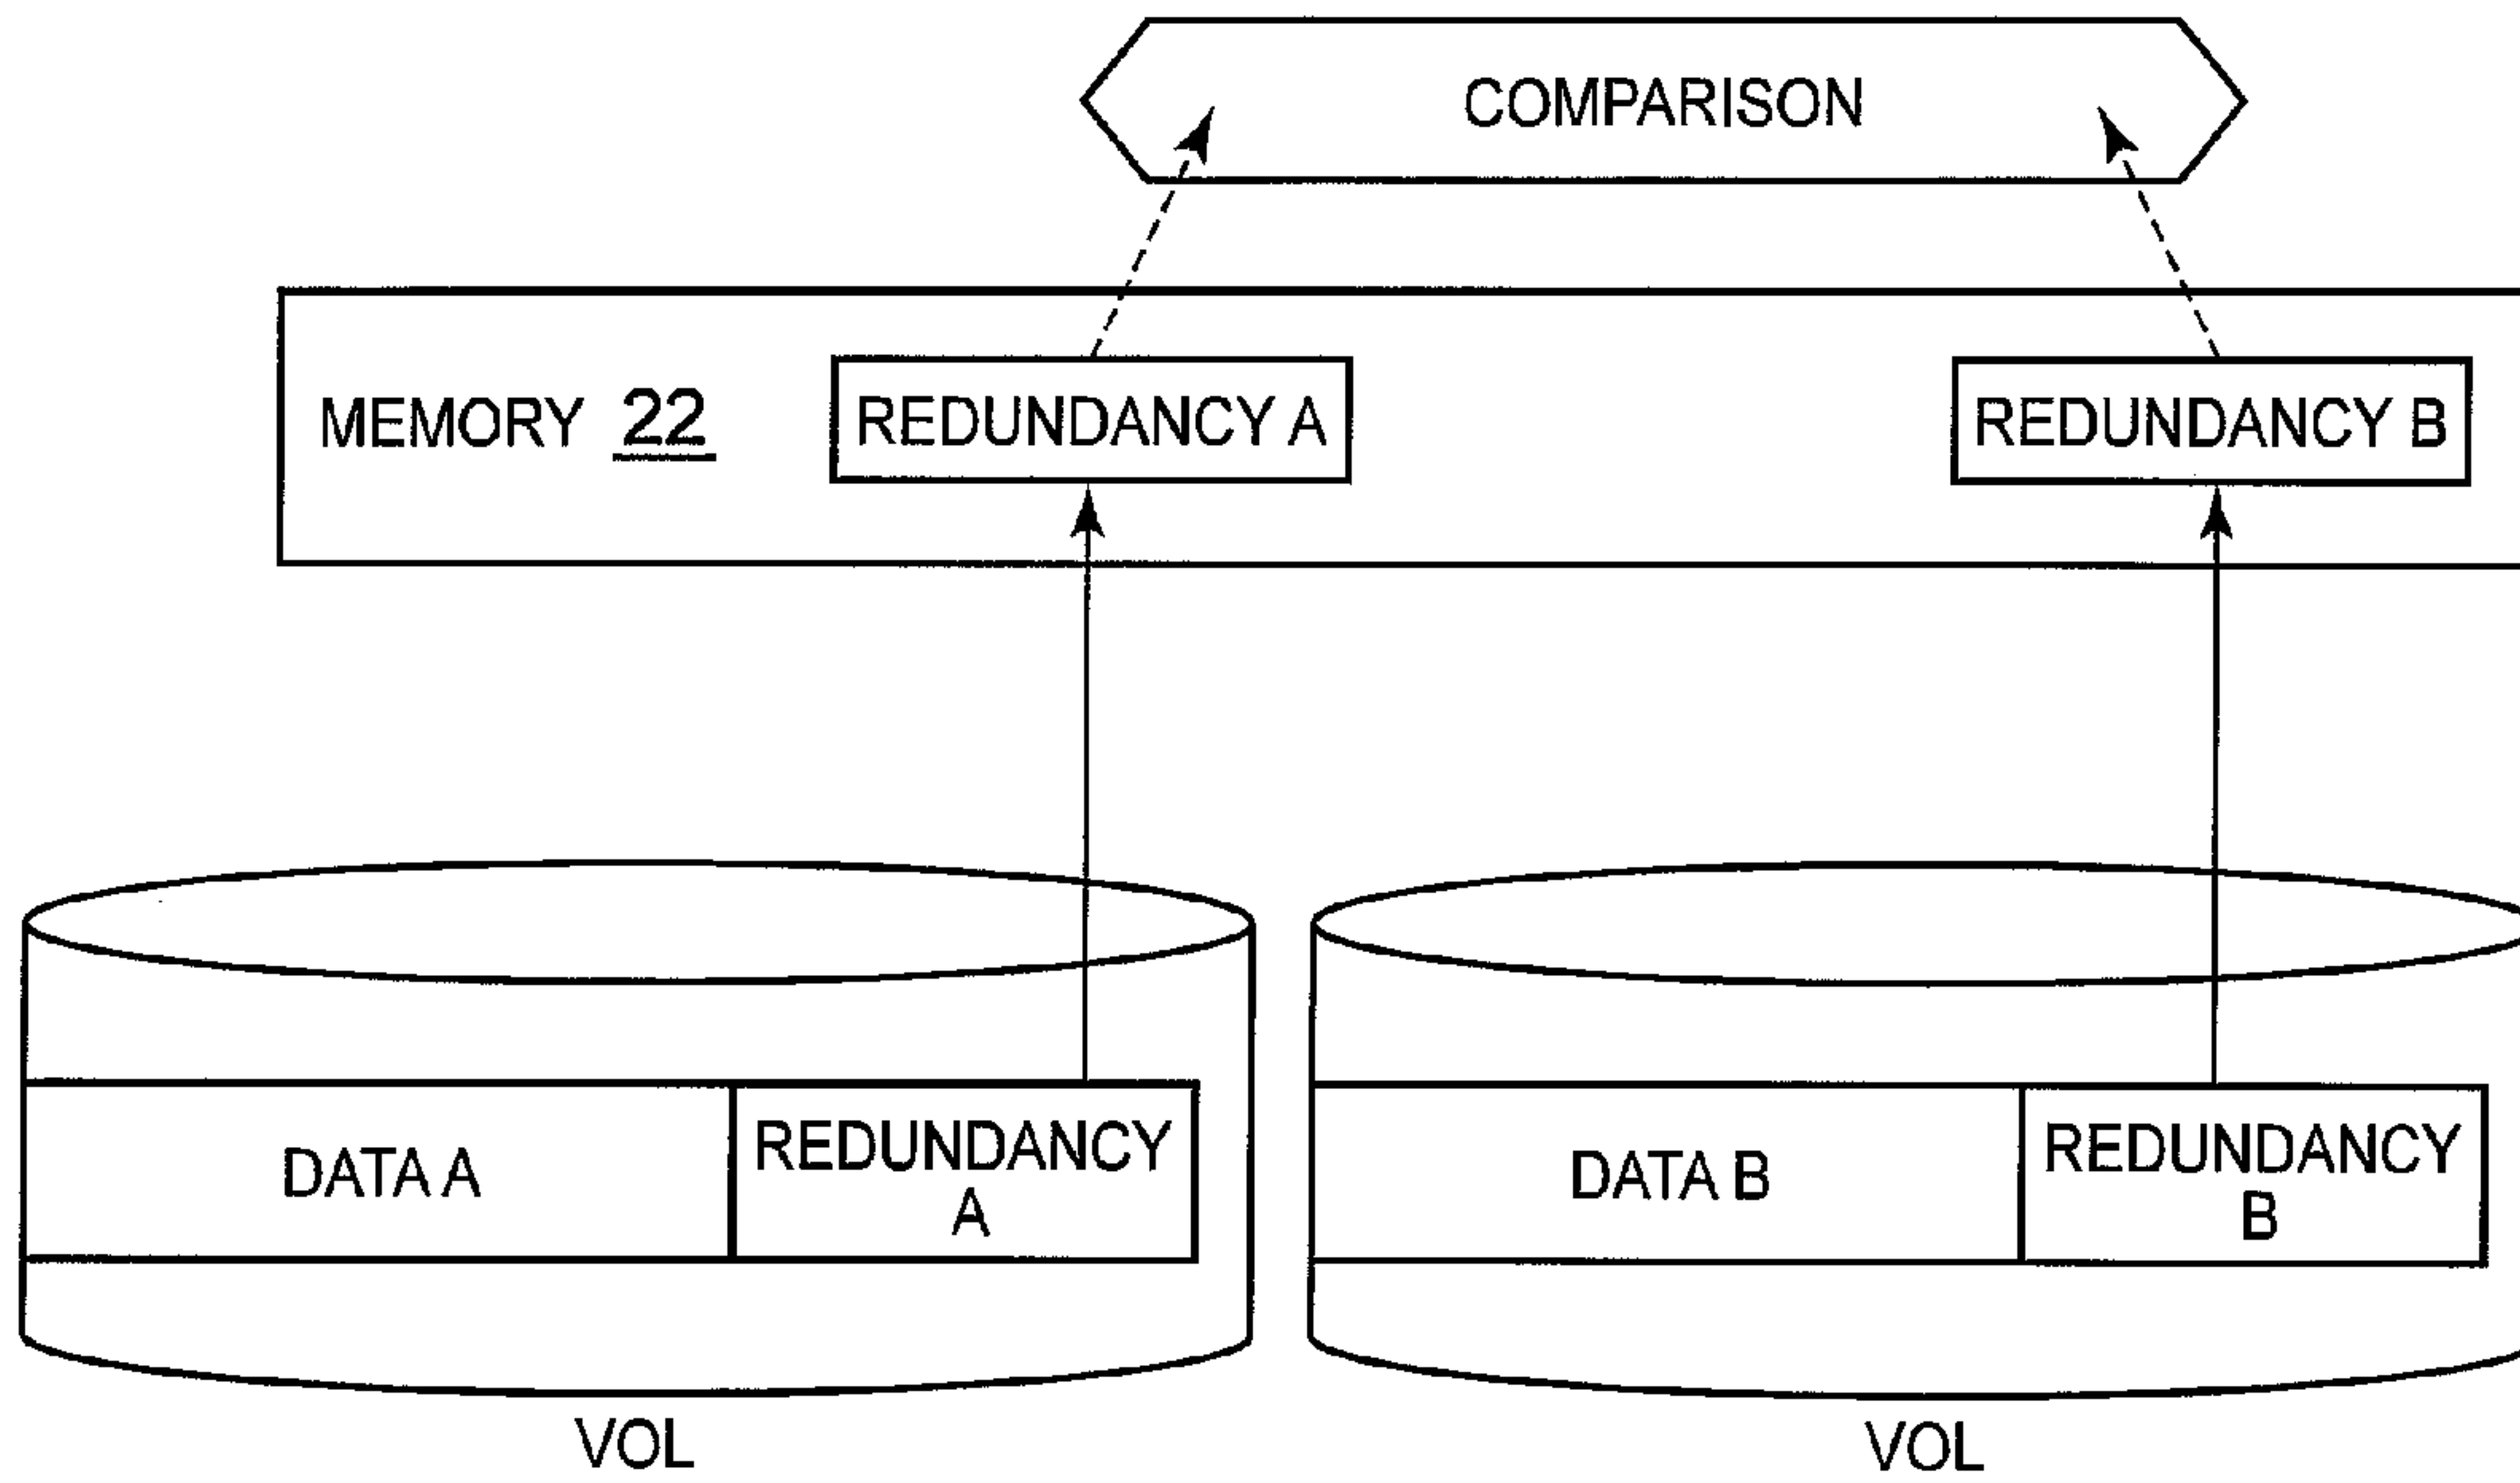 COMPARISON
MEMORY 22
REDUNDANCY A
REDUNDANCY B
DATA A
REDUNDANCY
A
DATA B
REDUNDANCY
B
VOL
VOL